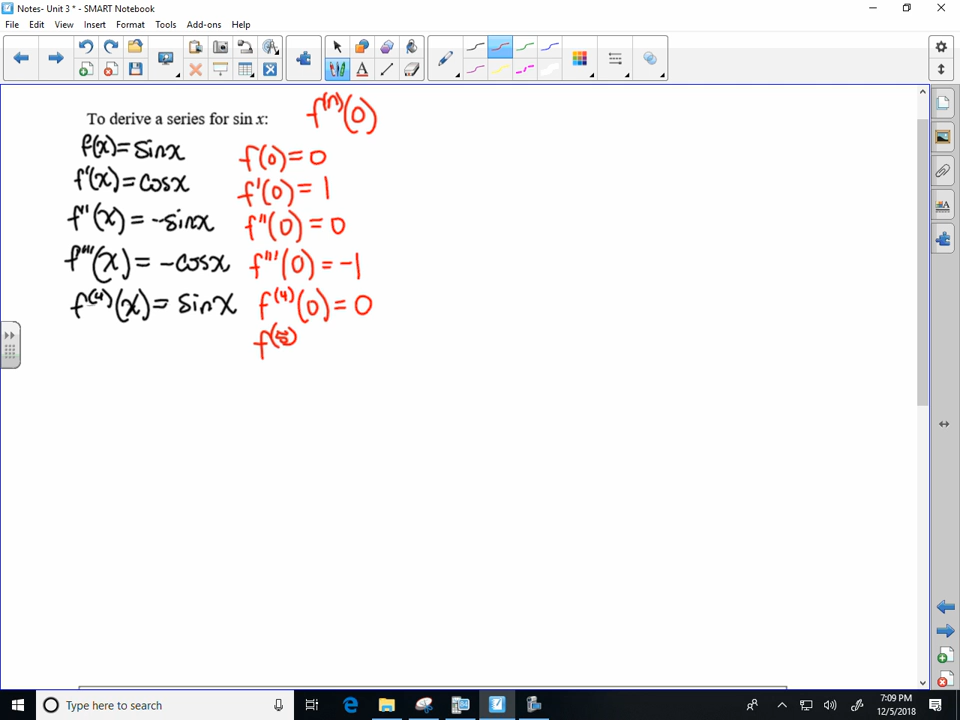 Notes- Unit 3 * - SMART Notebook
File Edit View Insert Format Tools Add-ons Help
f⁽ⁿ⁾(0)
To derive a series for sin x:
f(x) = sinx f(0) = 0
f'(x) = cosx f'(0) = 1
f''(x) = -sinx f''(0) = 0
f'''(x) = -cosx f'''(0) = -1
f⁽⁴⁾(x) = sinx f⁽⁴⁾(0) = 0
Type here to search
7:09 PM
12/5/2018